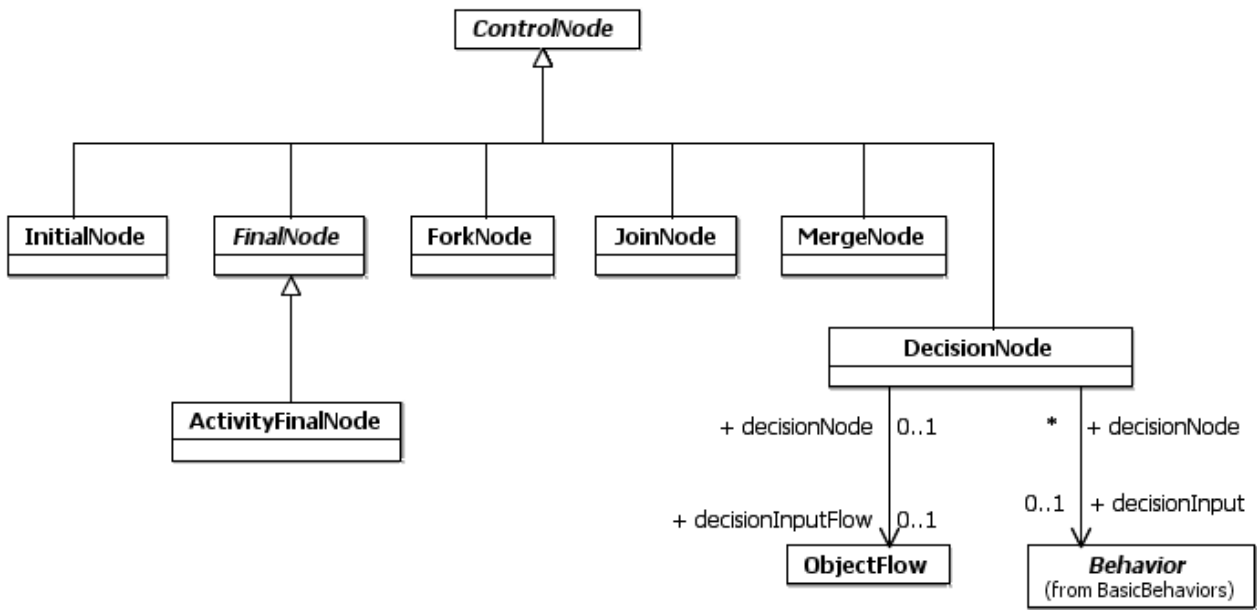 ControlNode
InitialNode
FinalNode
ForkNode
JoinNode
MergeNode
DecisionNode
ActivityFinalNode
+ decisionNode
0..1
*
+ decisionNode
+ decisionInputFlow
0..1
0..1
+ decisionInput
ObjectFlow
Behavior
(from BasicBehaviors)